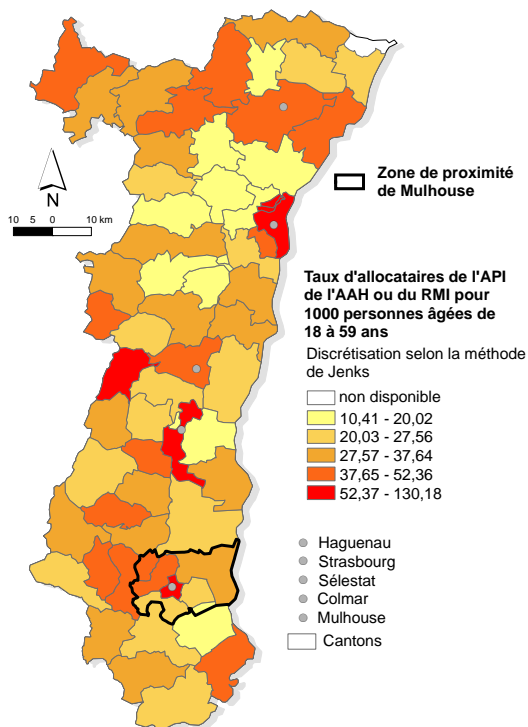 Zone de proximité
de Mulhouse
N
10 5 0 10 km
Taux d'allocataires de l'API
de l'AAH ou du RMI pour
1000 personnes âgées de
18 à 59 ans
Discrétisation selon la méthode
de Jenks
non disponible
10,41 - 20,02
20,03 - 27,56
27,57 - 37,64
37,65 - 52,36
52,37 - 130,18
Haguenau
Strasbourg
Sélestat
Colmar
Mulhouse
Cantons